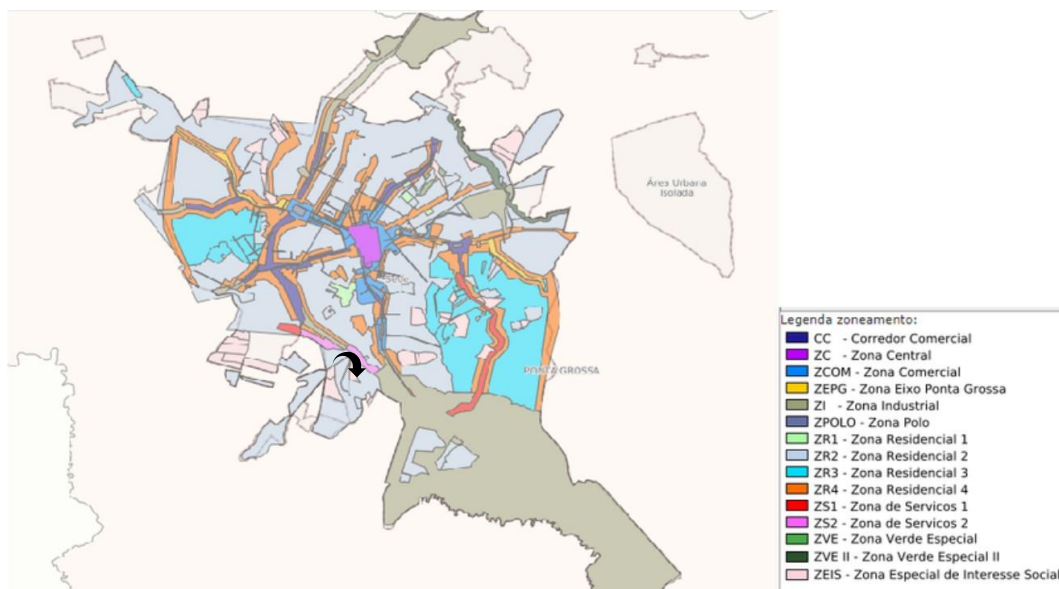 Área Urbana
Isolada
PONTA GROSSA
Legenda zoneamento:
CC - Corredor Comercial
ZC - Zona Central
ZCOM - Zona Comercial
ZEPG - Zona Eixo Ponta Grossa
ZI - Zona Industrial
ZPOLO - Zona Polo
ZR1 - Zona Residencial 1
ZR2 - Zona Residencial 2
ZR3 - Zona Residencial 3
ZR4 - Zona Residencial 4
ZS1 - Zona de Servicos 1
ZS2 - Zona de Servicos 2
ZVE - Zona Verde Especial
ZVE II - Zona Verde Especial II
ZEIS - Zona Especial de Interesse Social